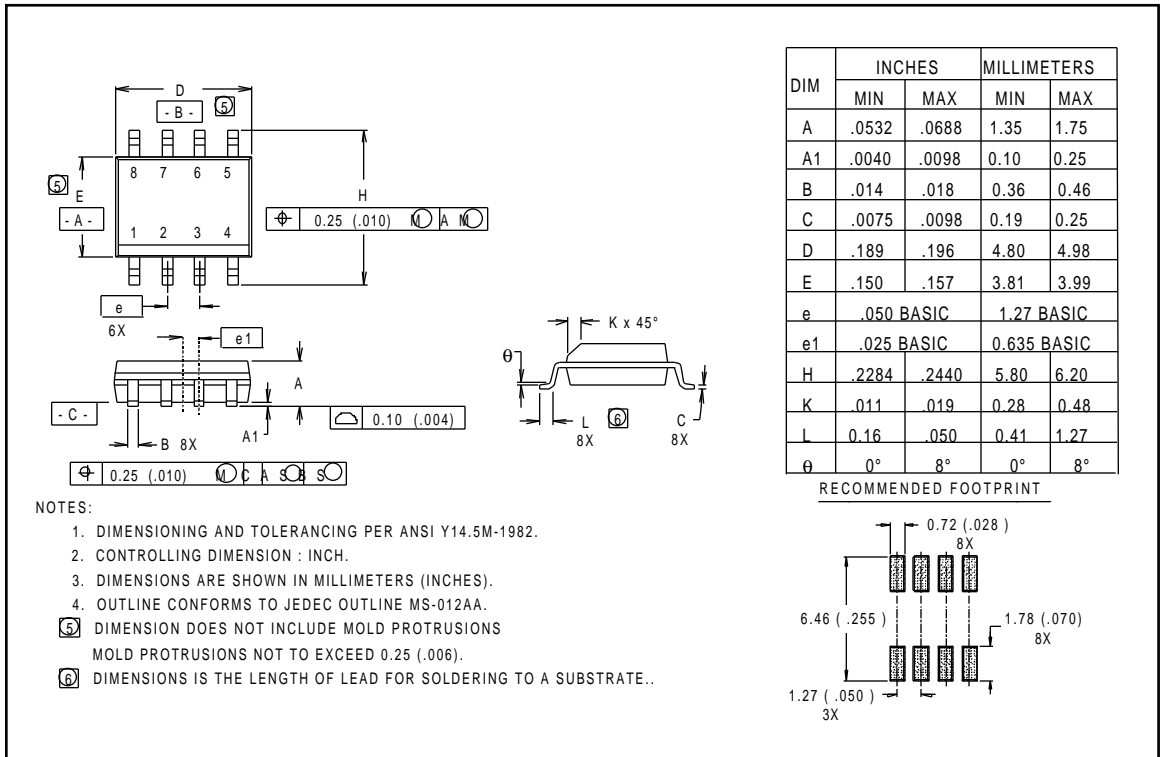 D
- B - 5
8 7 6 5
5 E
- A -
H
0.25 (.010) M A M
1 2 3 4
e
6X
e1
K x 45°
θ
A
- C -
A1
0.10 (.004)
B 8X
L 6
8X
C
8X
0.25 (.010) M C A S B S
DIM INCHES MILLIMETERS
MIN MAX MIN MAX
A .0532 .0688 1.35 1.75
A1 .0040 .0098 0.10 0.25
B .014 .018 0.36 0.46
C .0075 .0098 0.19 0.25
D .189 .196 4.80 4.98
E .150 .157 3.81 3.99
e .050 BASIC 1.27 BASIC
e1 .025 BASIC 0.635 BASIC
H .2284 .2440 5.80 6.20
K .011 .019 0.28 0.48
L 0.16 .050 0.41 1.27
θ 0° 8° 0° 8°
NOTES:
1. DIMENSIONING AND TOLERANCING PER ANSI Y14.5M-1982.
2. CONTROLLING DIMENSION : INCH.
3. DIMENSIONS ARE SHOWN IN MILLIMETERS (INCHES).
4. OUTLINE CONFORMS TO JEDEC OUTLINE MS-012AA.
5 DIMENSION DOES NOT INCLUDE MOLD PROTRUSIONS
MOLD PROTRUSIONS NOT TO EXCEED 0.25 (.006).
6 DIMENSIONS IS THE LENGTH OF LEAD FOR SOLDERING TO A SUBSTRATE..
RECOMMENDED FOOTPRINT
0.72 (.028 )
8X
6.46 ( .255 )
1.78 (.070)
8X
1.27 ( .050 )
3X